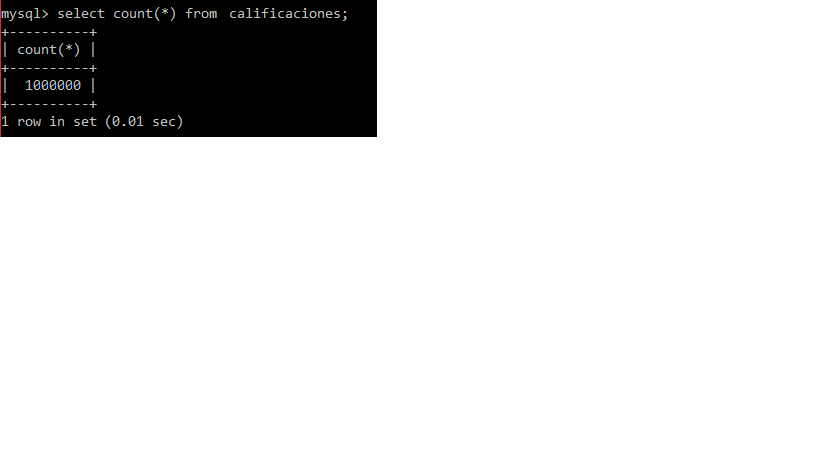 mysql> select count(*) from calificaciones;
+----------+
| count(*) |
+----------+
| 1000000 |
+----------+
1 row in set (0.01 sec)